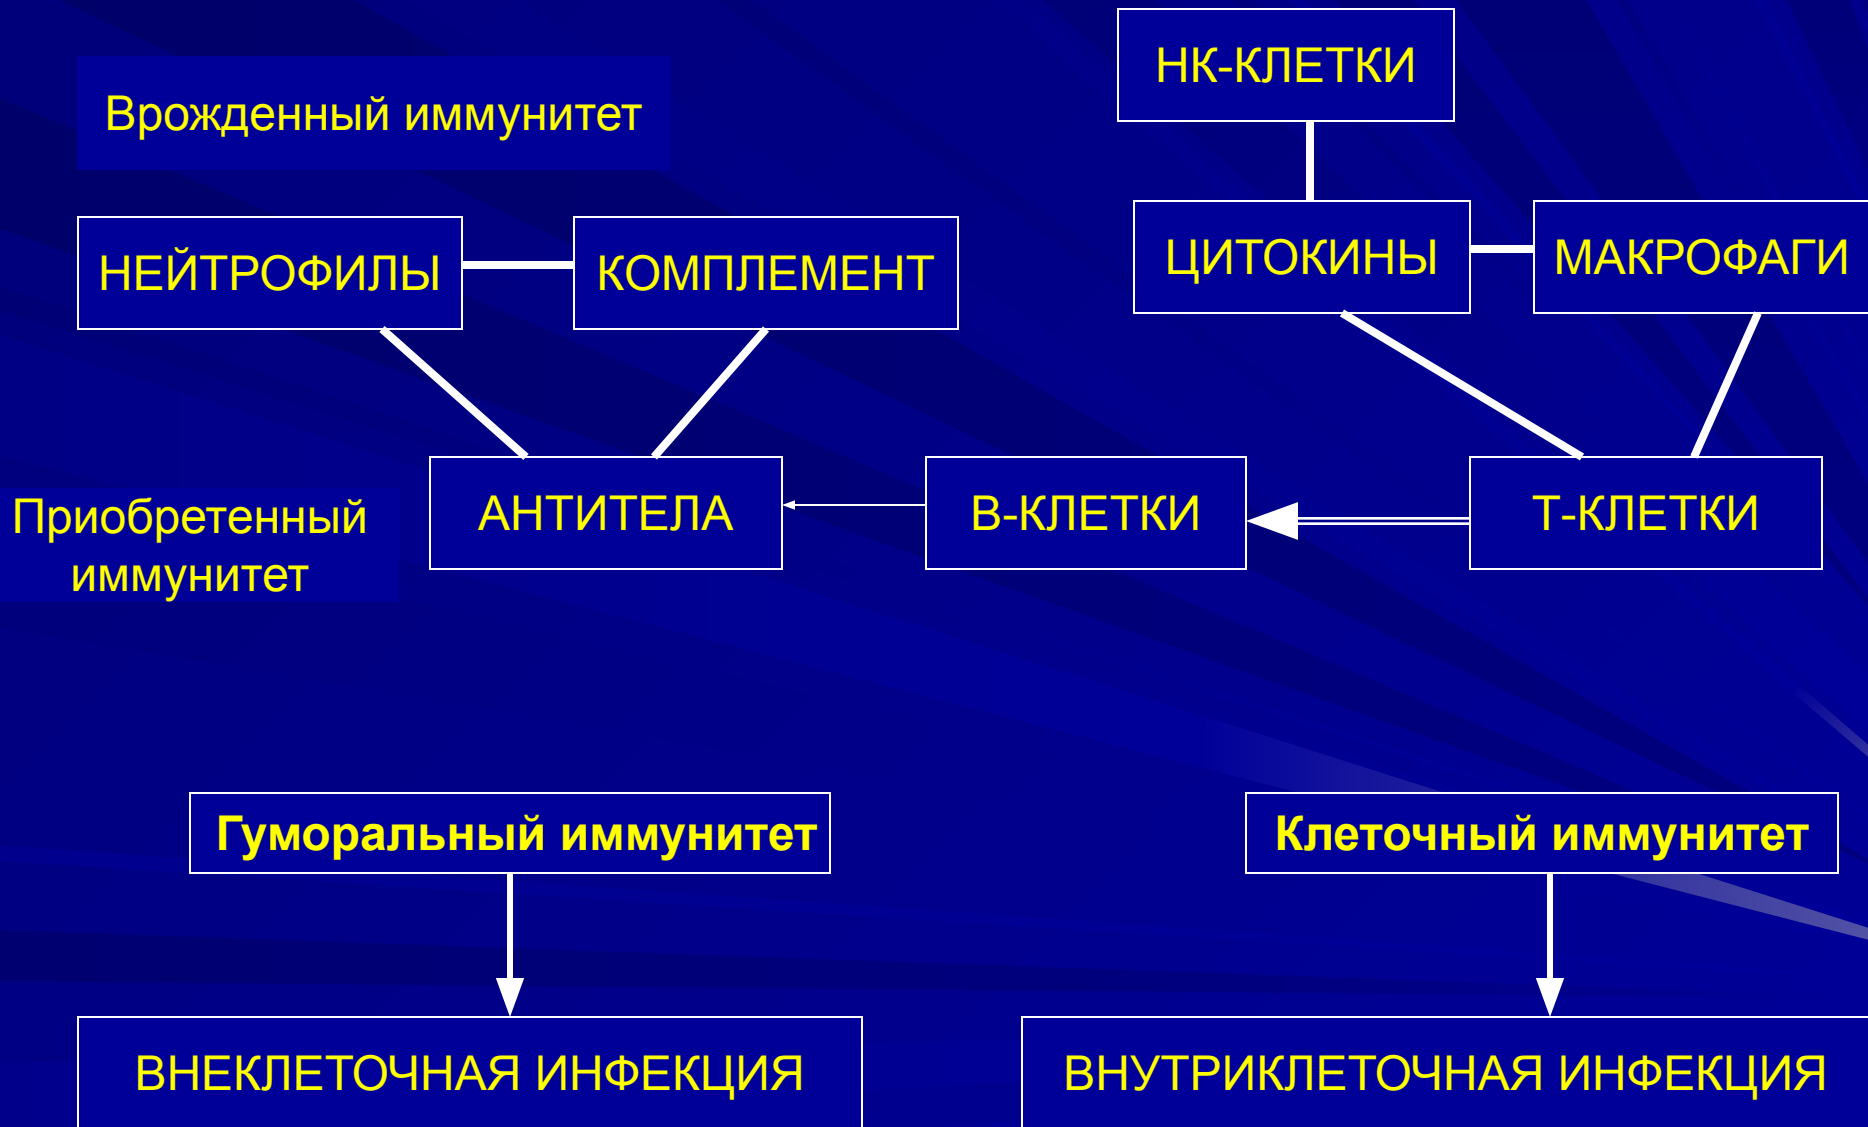 НК-КЛЕТКИ
Врожденный иммунитет
НЕЙТРОФИЛЫ
КОМПЛЕМЕНТ
ЦИТОКИНЫ
МАКРОФАГИ
Приобретенный
иммунитет
АНТИТЕЛА
В-КЛЕТКИ
Т-КЛЕТКИ
Гуморальный иммунитет
Клеточный иммунитет
ВНЕКЛЕТОЧНАЯ ИНФЕКЦИЯ
ВНУТРИКЛЕТОЧНАЯ ИНФЕКЦИЯ